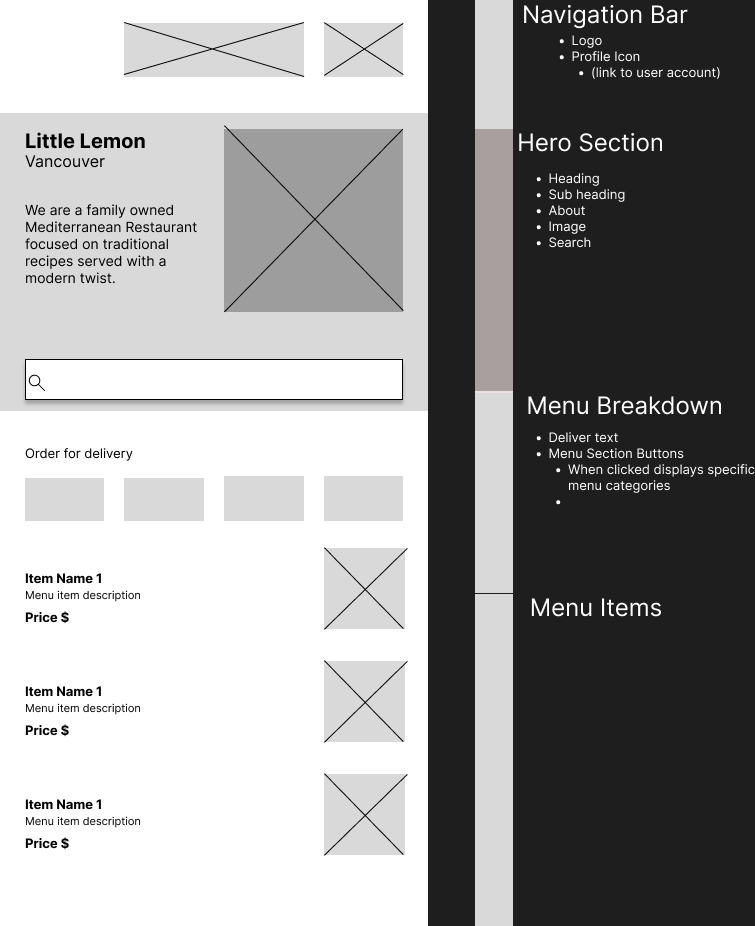 Little Lemon
Vancouver
We are a family owned
Mediterranean Restaurant
focused on traditional
recipes served with a
modern twist.
Order for delivery
Item Name 1
Menu item description
Price $
Item Name 1
Menu item description
Price $
Item Name 1
Menu item description
Price $
Navigation Bar
• Logo
• Profile Icon
• (link to user account)
Hero Section
• Heading
• Sub heading
• About
• Image
• Search
Menu Breakdown
• Deliver text
• Menu Section Buttons
• When clicked displays specific
menu categories
•
Menu Items